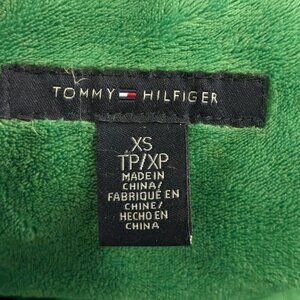 TOMMY HILFIGER
XS
TP/XP
MADE IN
CHINA/
FABRIQUÉ EN
CHINE/
HECHO EN
CHINA